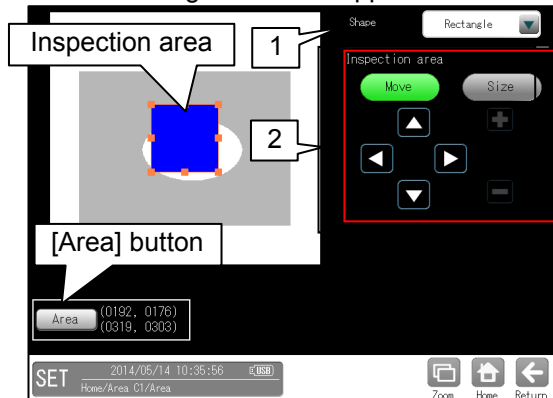 Shape
Rectangle
Inspection area
1
Inspection area
Move
Size
2
[Area] button
Area
(0192, 0176)
(0319, 0303)
SET
2014/05/14 10:35:56
USB
Home/Area C1/Area
Zoom
Home
Return